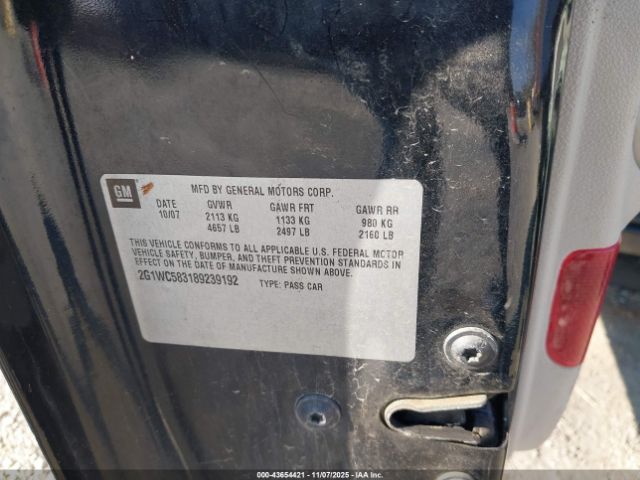 GM
MFD BY GENERAL MOTORS CORP.
DATE GVWR GAWR FRT GAWR RR
10/07 2113 KG 1133 KG 980 KG
4657 LB 2497 LB 2160 LB
THIS VEHICLE CONFORMS TO ALL APPLICABLE U.S. FEDERAL MOTOR
VEHICLE SAFETY, BUMPER, AND THEFT PREVENTION STANDARDS IN
EFFECT ON THE DATE OF MANUFACTURE SHOWN ABOVE.
2G1WC583189239192 TYPE: PASS CAR
000-43654421 | 11/07/2025 | IAA